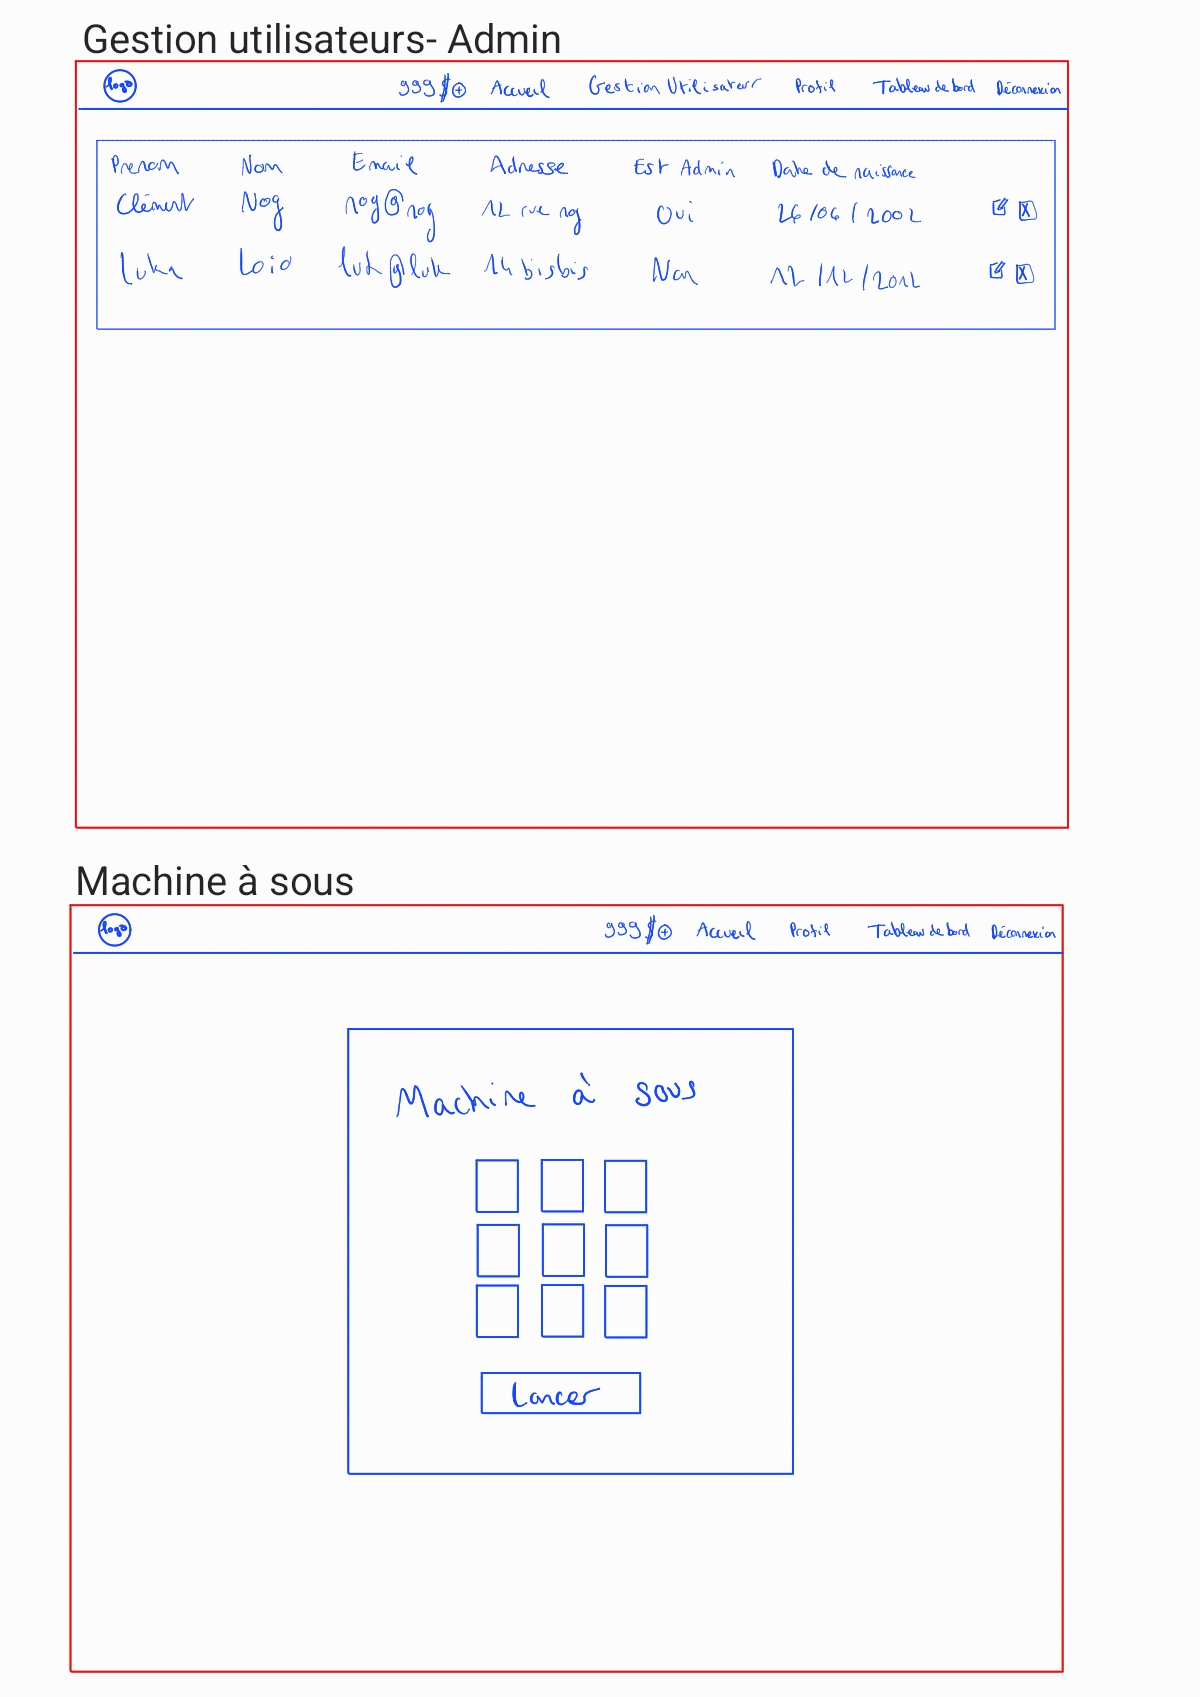 Gestion utilisateurs- Admin
logo 999$ Accueil Gestion Utilisateur Profil Tableau de bord Déconnexion
Prenom Nom Email Adresse Est Admin Date de naissance
Clément Nog nog@nog 12 rue nog Oui 26/06/2002
Luka Loio luk@luk 14 bisbis Non 12/12/2012
Machine à sous
logo 999$ Accueil Profil Tableau de bord Déconnexion
Machine à sous
Lancer